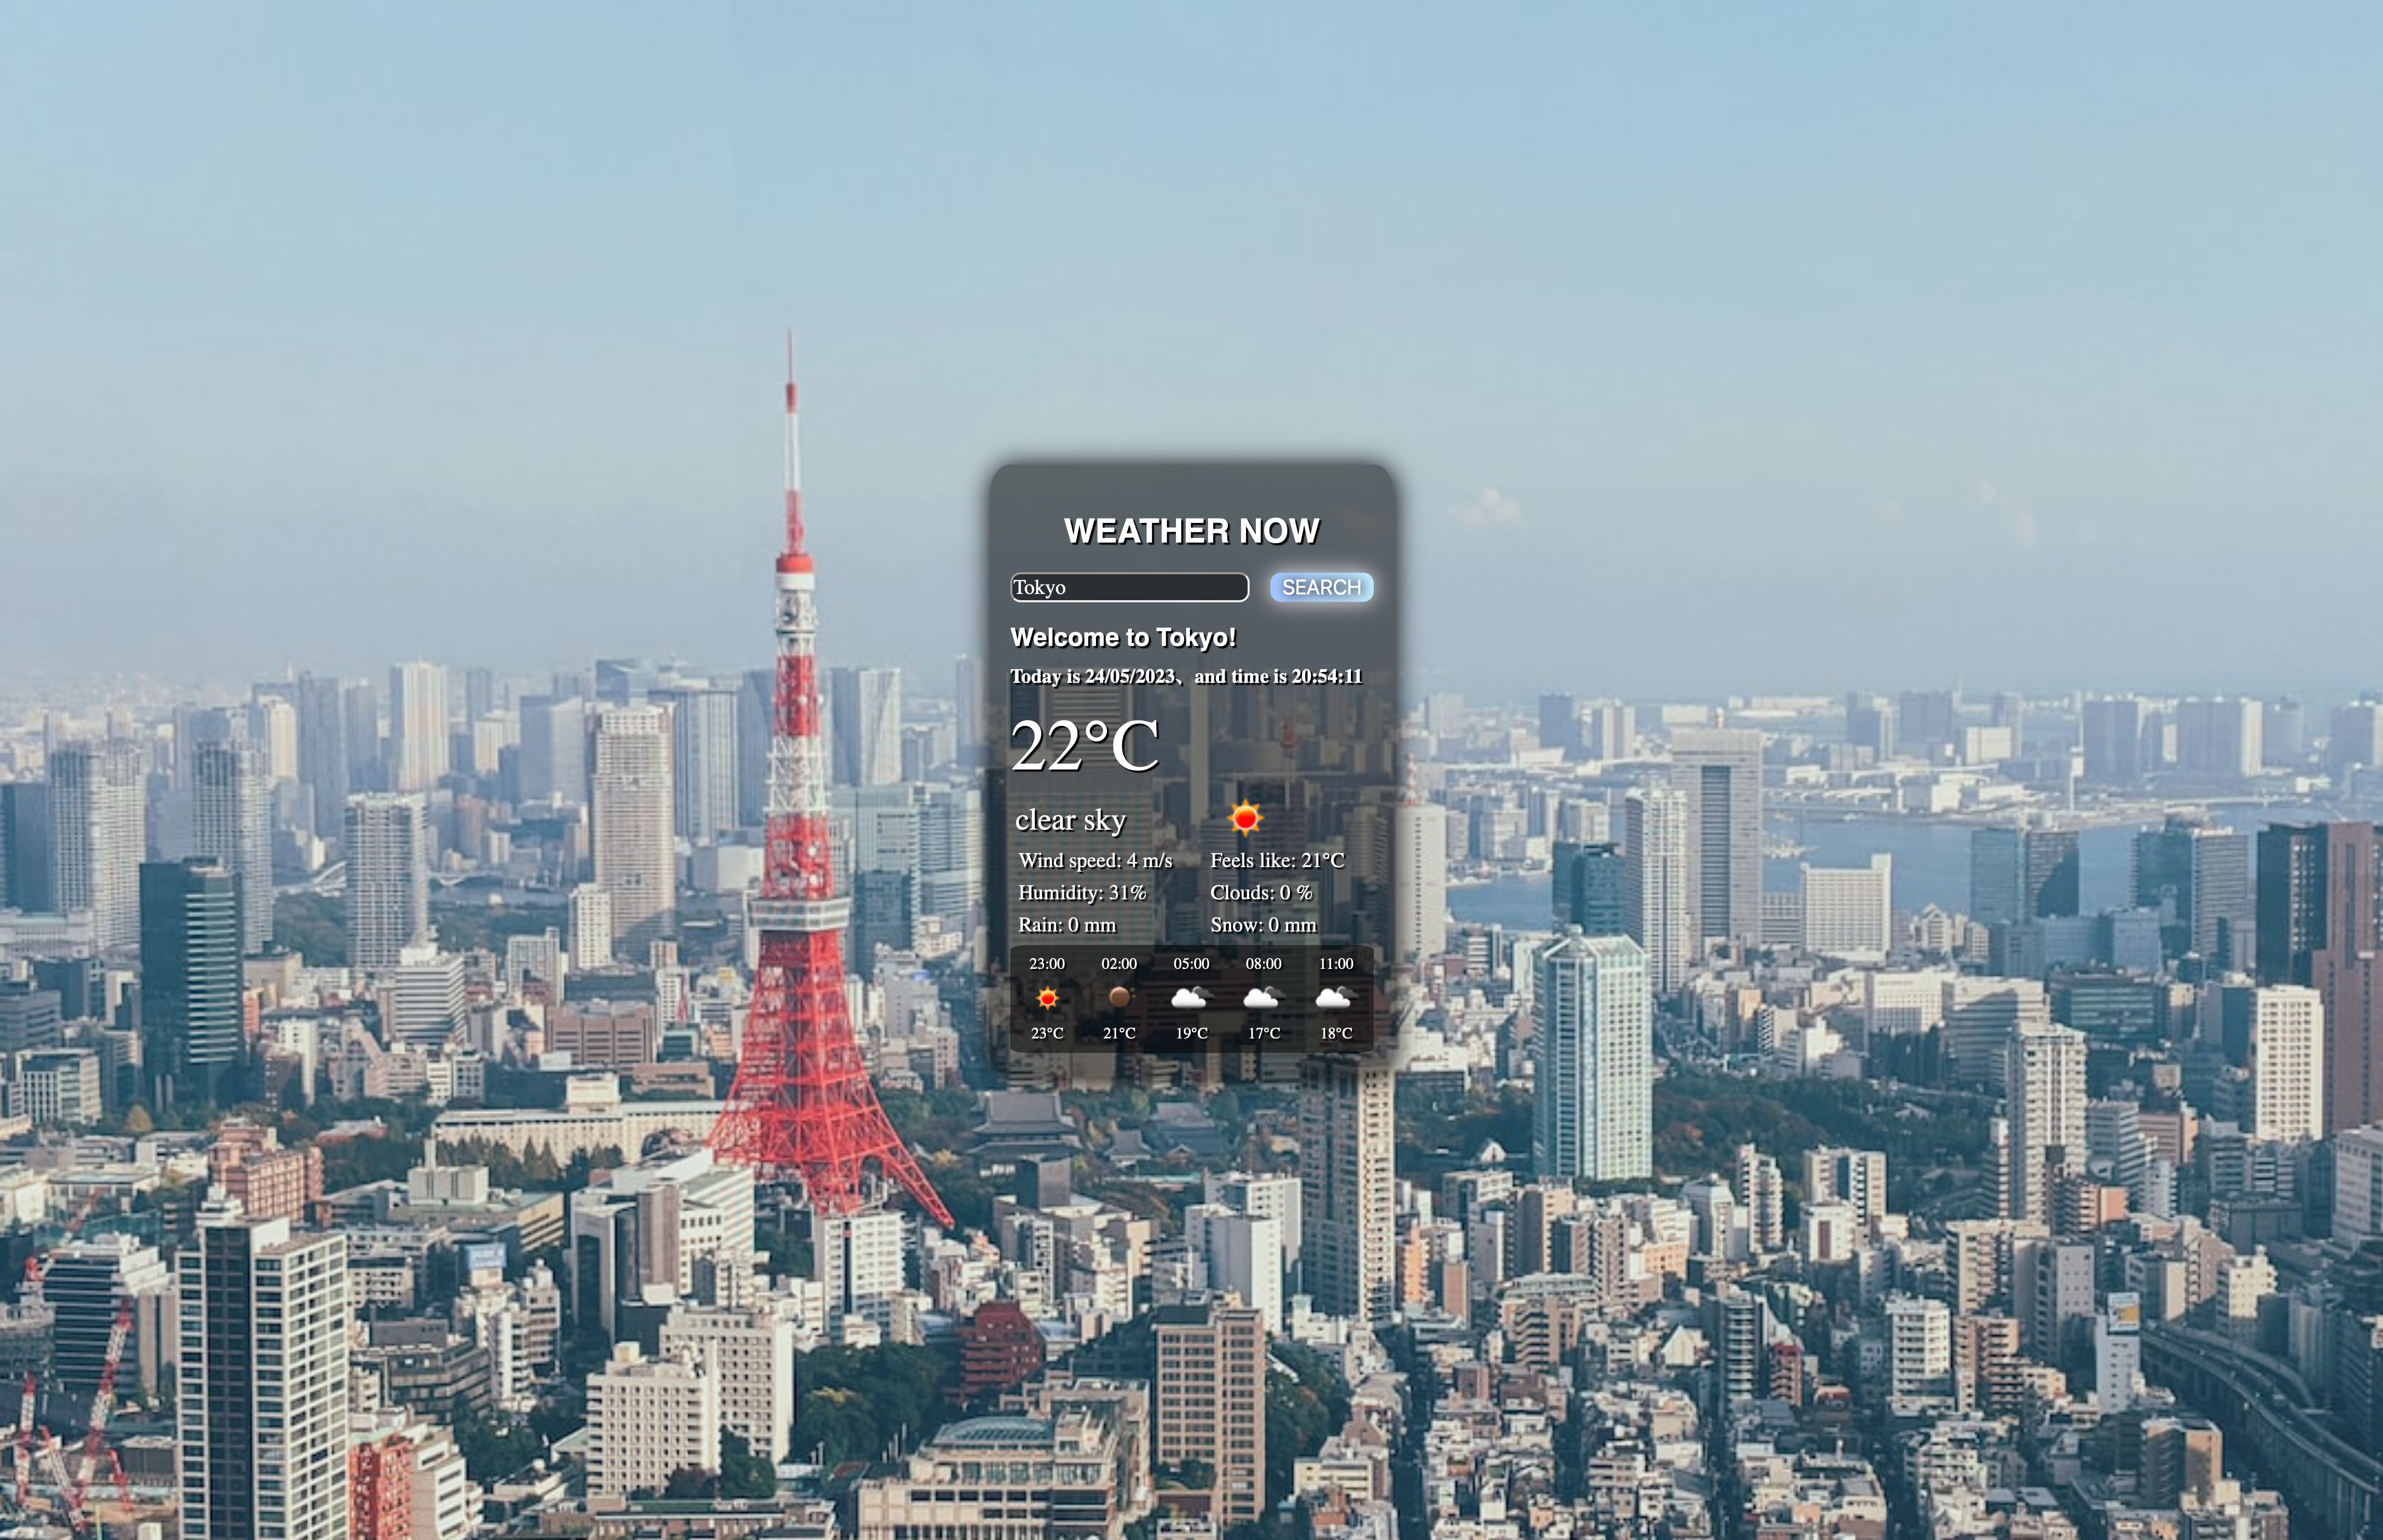 WEATHER NOW
Tokyo SEARCH
Welcome to Tokyo!
Today is 24/05/2023、and time is 20:54:11
22°C
clear sky
Wind speed: 4 m/s Feels like: 21°C
Humidity: 31% Clouds: 0 %
Rain: 0 mm Snow: 0 mm
23:00 02:00 05:00 08:00 11:00
23°C 21°C 19°C 17°C 18°C